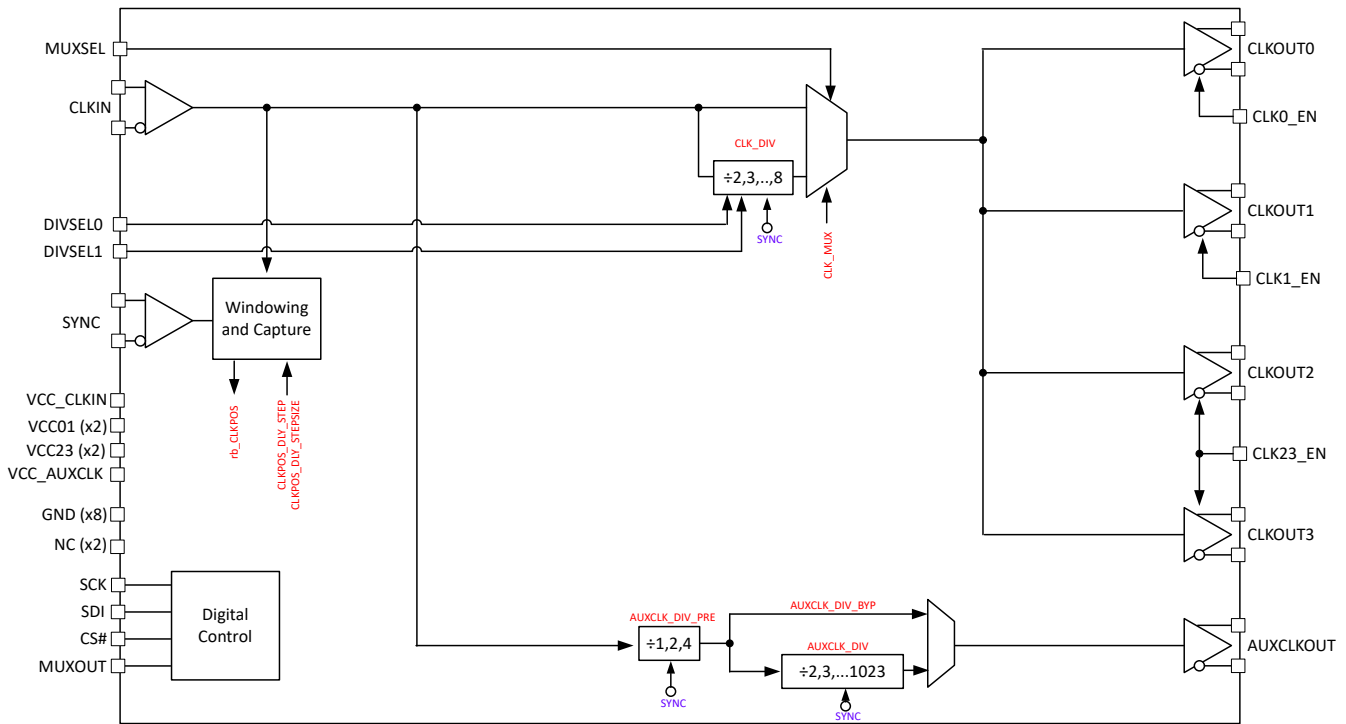 MUXSEL
CLKIN
DIVSEL0
DIVSEL1
SYNC
VCC_CLKIN
VCC01 (x2)
VCC23 (x2)
VCC_AUXCLK
GND (x8)
NC (x2)
SCK
SDI
CS#
MUXOUT
Windowing
and Capture
rb_CLKPOS
CLKPOS_DLY_STEP
CLKPOS_DLY_STEPSIZE
Digital
Control
CLK_DIV
÷2,3,..,8
SYNC
CLK_MUX
AUXCLK_DIV_PRE
÷1,2,4
SYNC
AUXCLK_DIV_BYP
AUXCLK_DIV
÷2,3,...1023
SYNC
CLKOUT0
CLK0_EN
CLKOUT1
CLK1_EN
CLKOUT2
CLK23_EN
CLKOUT3
AUXCLKOUT